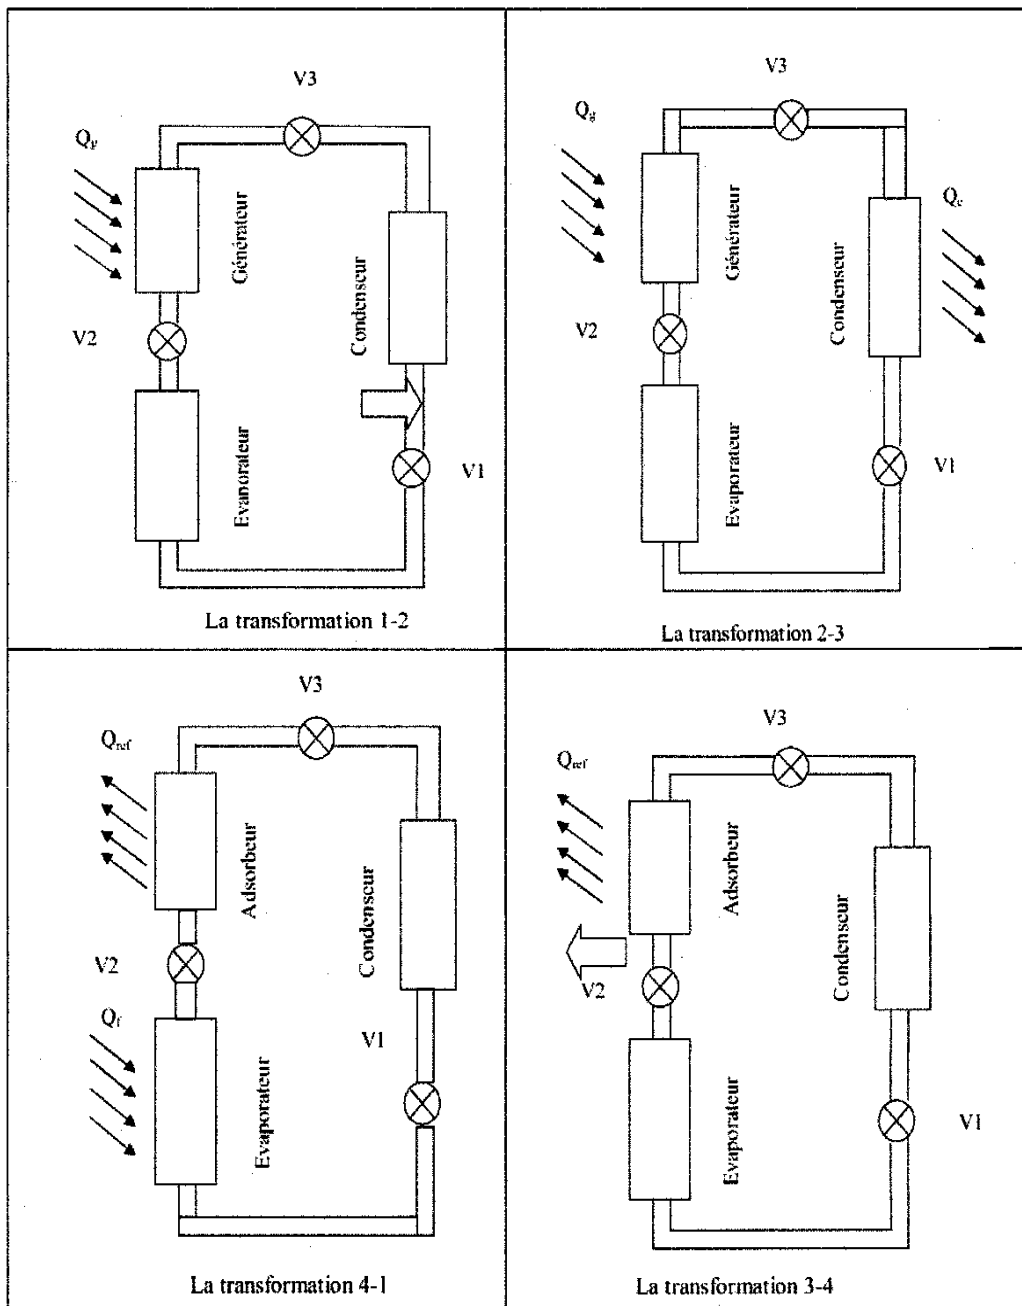 V3
Qg
Générateur
Condenseur
V2
Evanorateur
V1
La transformation 1-2
V3
Qg
Générateur
Qc
Condenseur
V2
Evaporateur
V1
La transformation 2-3
V3
Qref
Adsorbeur
Condenseur
V2
Qf
V1
Evaporateur
La transformation 4-1
V3
Qref
Adsorbeur
Condenseur
V2
Evaporateur
V1
La transformation 3-4